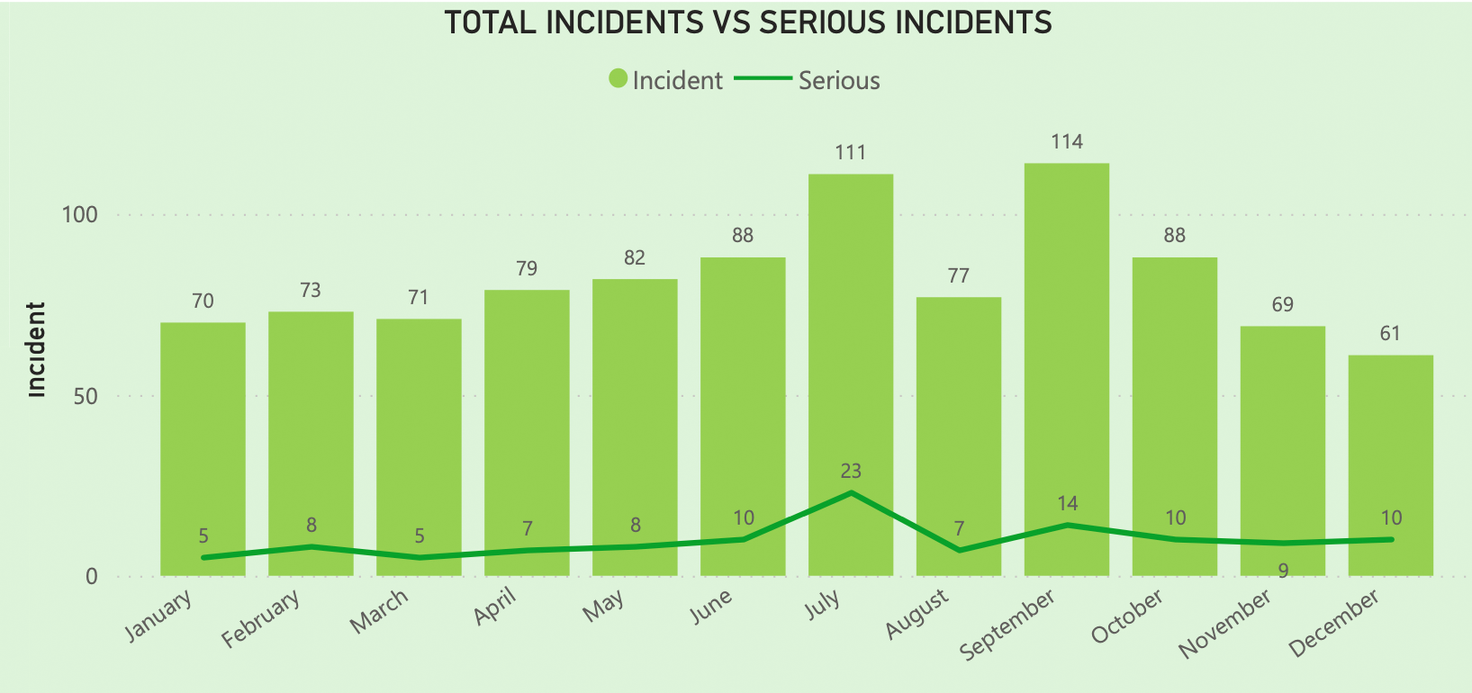 TOTAL INCIDENTS VS SERIOUS INCIDENTS
Incident Serious
Incident
100
50
0
70 73 71 79 82 88 111 77 114 88 69 61
5 8 5 7 8 10 23 7 14 10 9 10
January February March April May June July August September October November December